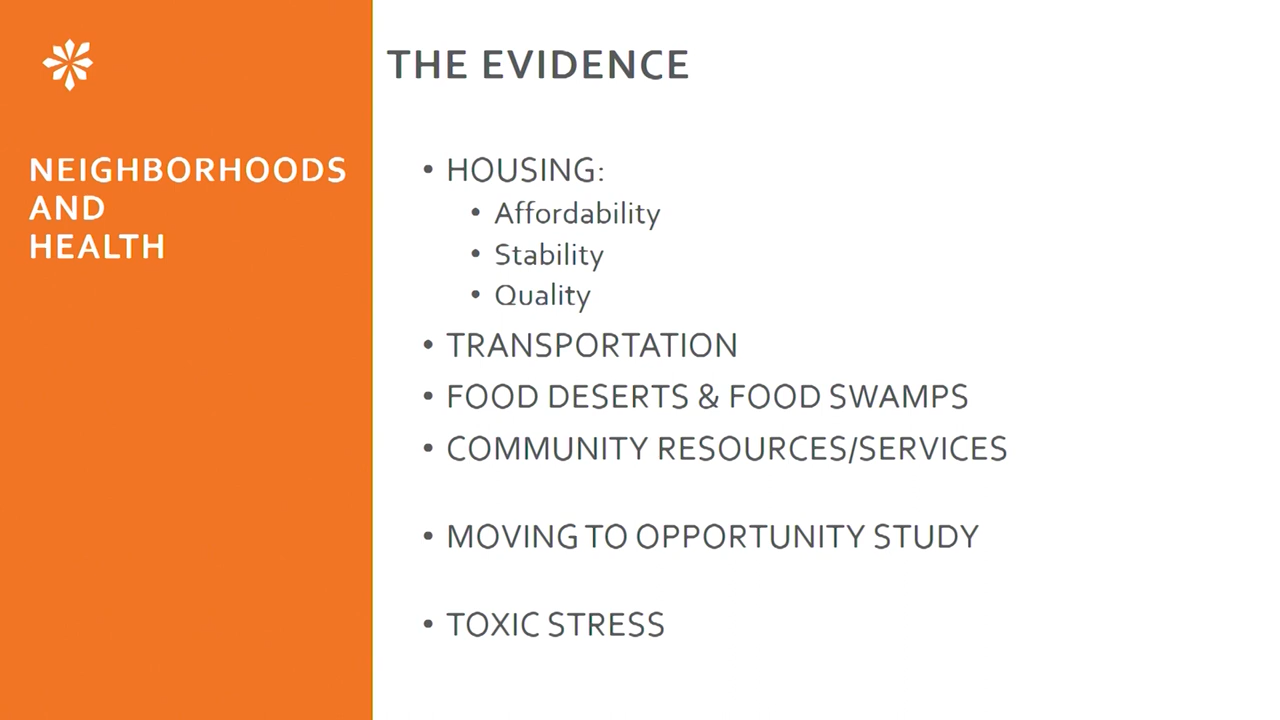 NEIGHBORHOODS
AND
HEALTH
THE EVIDENCE
• HOUSING:
• Affordability
• Stability
• Quality
• TRANSPORTATION
• FOOD DESERTS & FOOD SWAMPS
• COMMUNITY RESOURCES/SERVICES
• MOVING TO OPPORTUNITY STUDY
• TOXIC STRESS